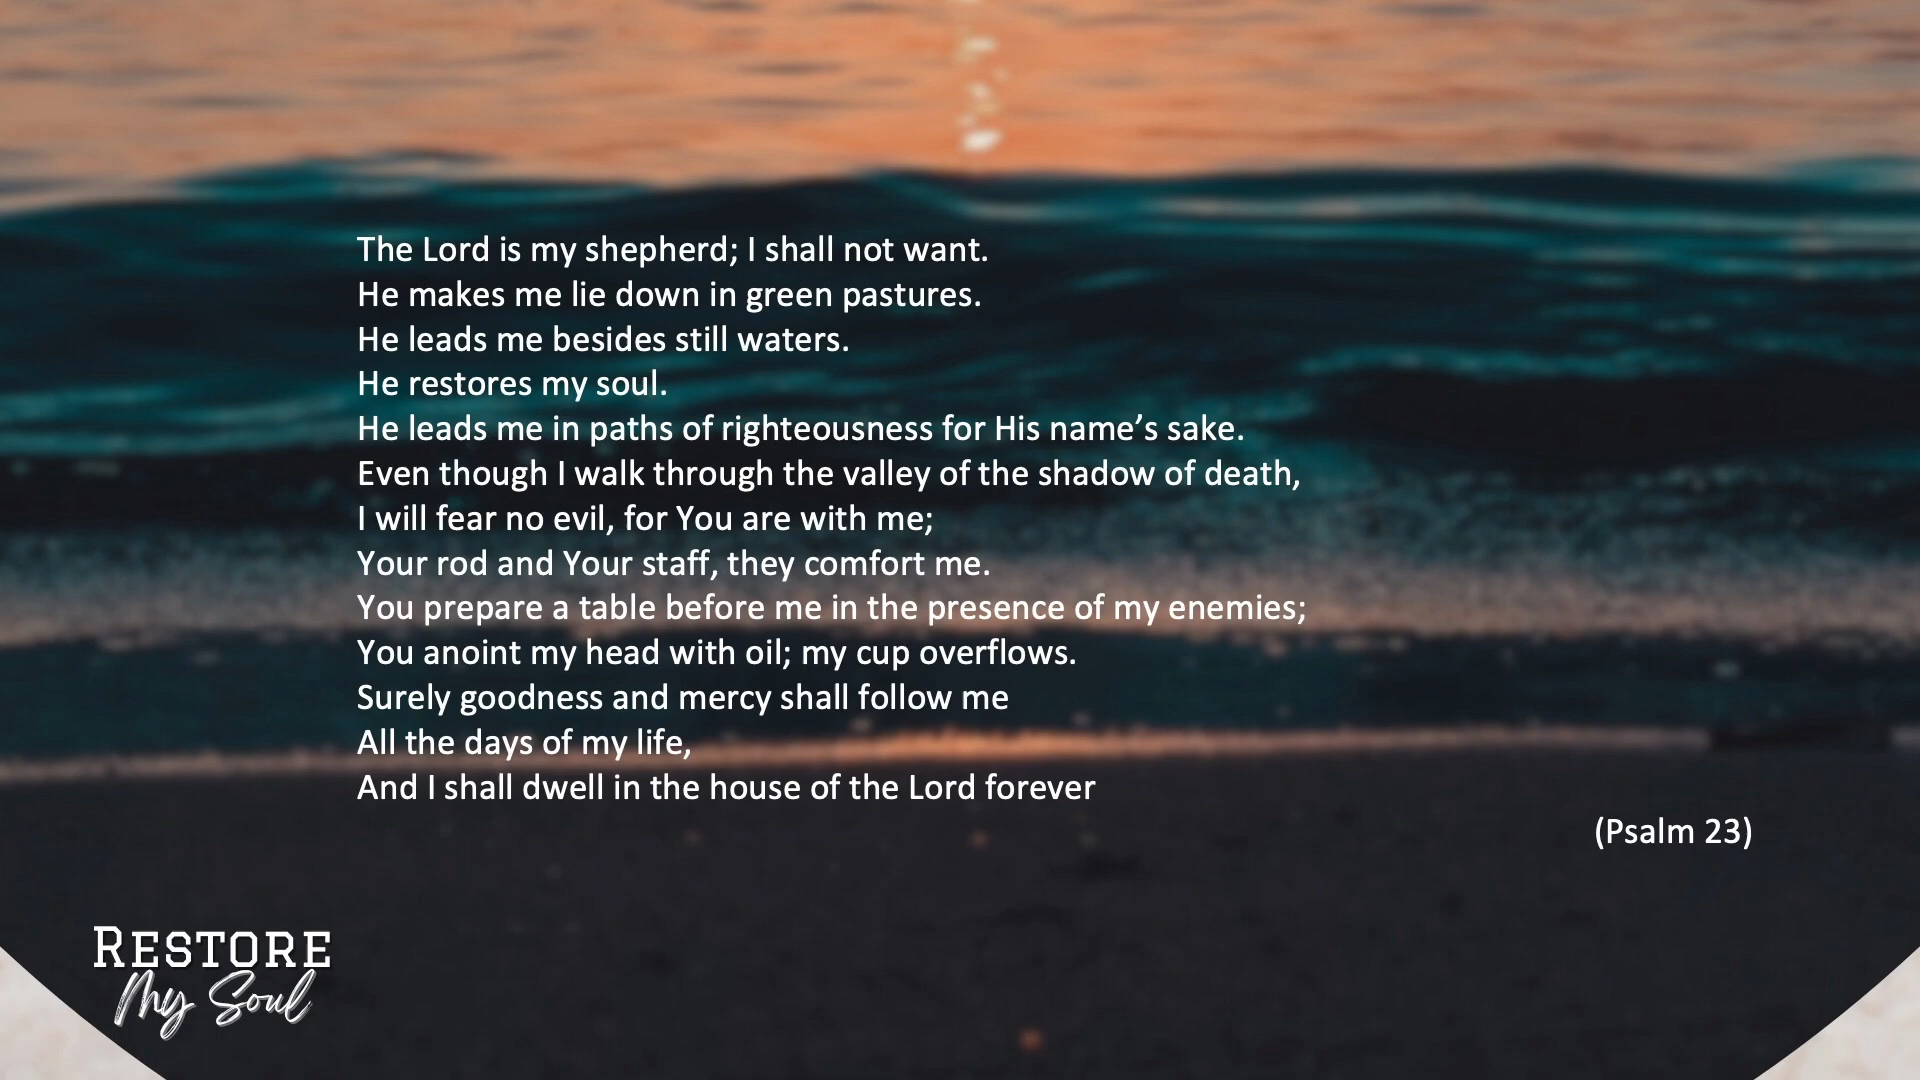 The Lord is my shepherd; I shall not want.
He makes me lie down in green pastures.
He leads me besides still waters.
He restores my soul.
He leads me in paths of righteousness for His name’s sake.
Even though I walk through the valley of the shadow of death,
I will fear no evil, for You are with me;
Your rod and Your staff, they comfort me.
You prepare a table before me in the presence of my enemies;
You anoint my head with oil; my cup overflows.
Surely goodness and mercy shall follow me
All the days of my life,
And I shall dwell in the house of the Lord forever
(Psalm 23)
RESTORE
My Soul